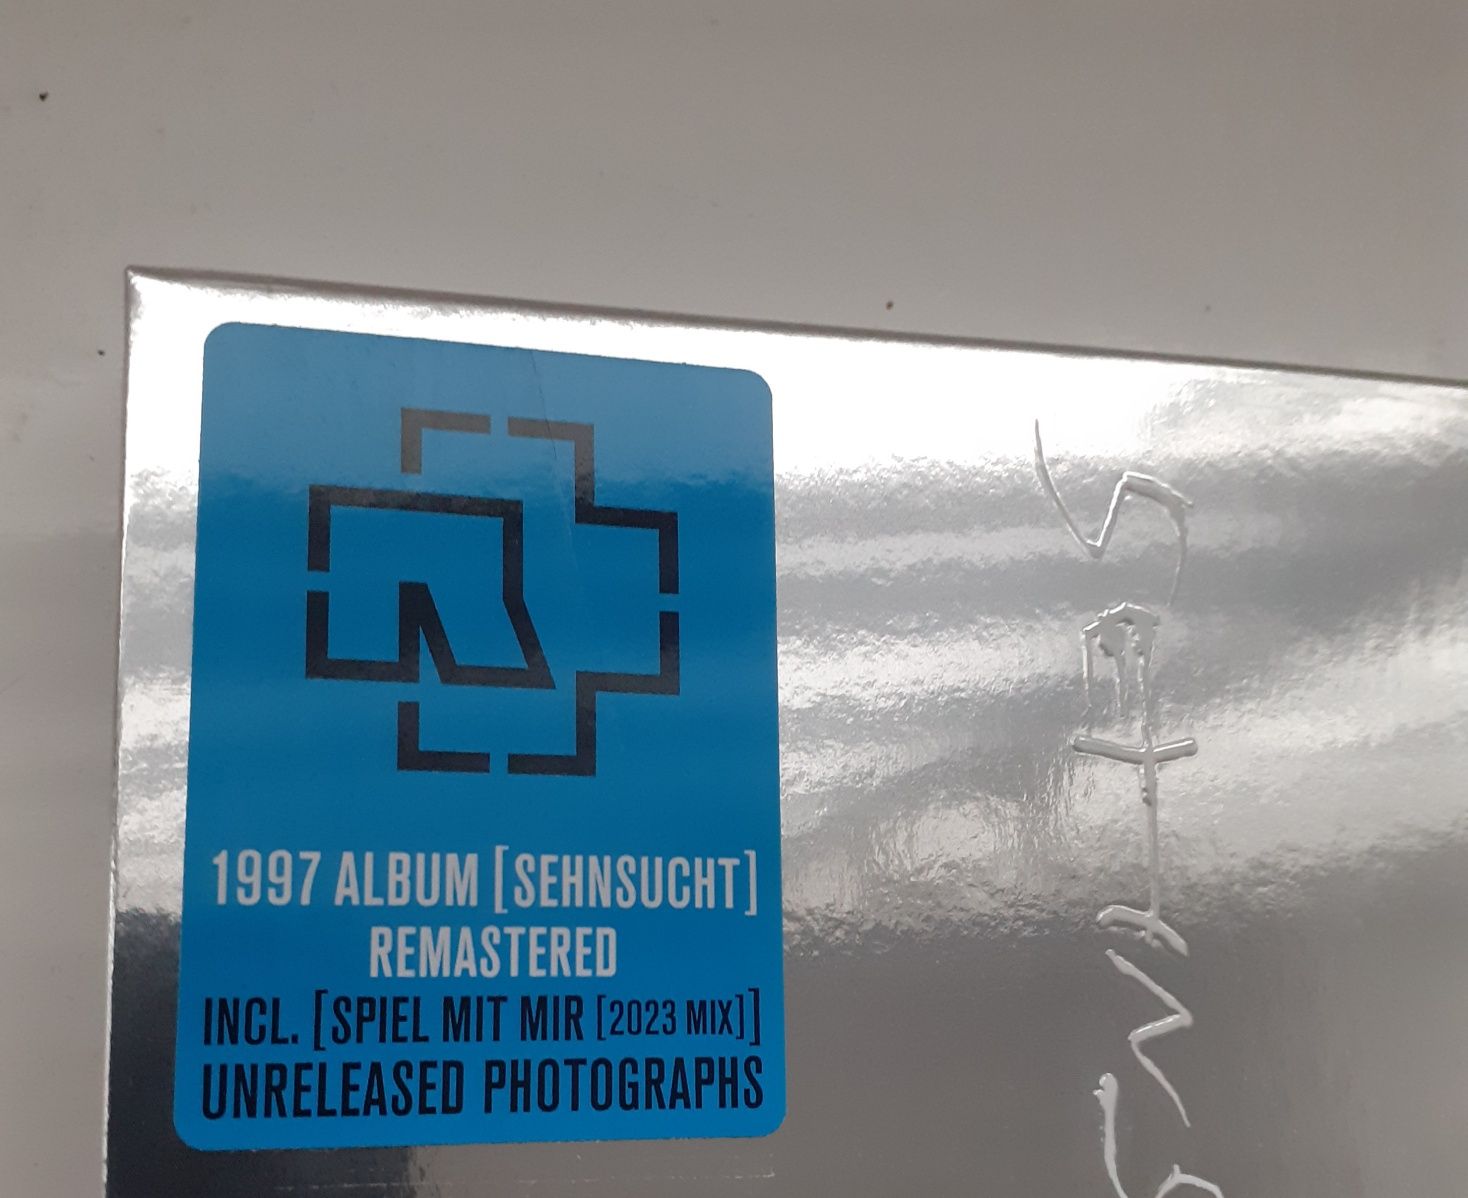 1997 ALBUM [SEHNSUCHT]
REMASTERED
INCL. [SPIEL MIT MIR [2023 MIX]]
UNRELEASED PHOTOGRAPHS